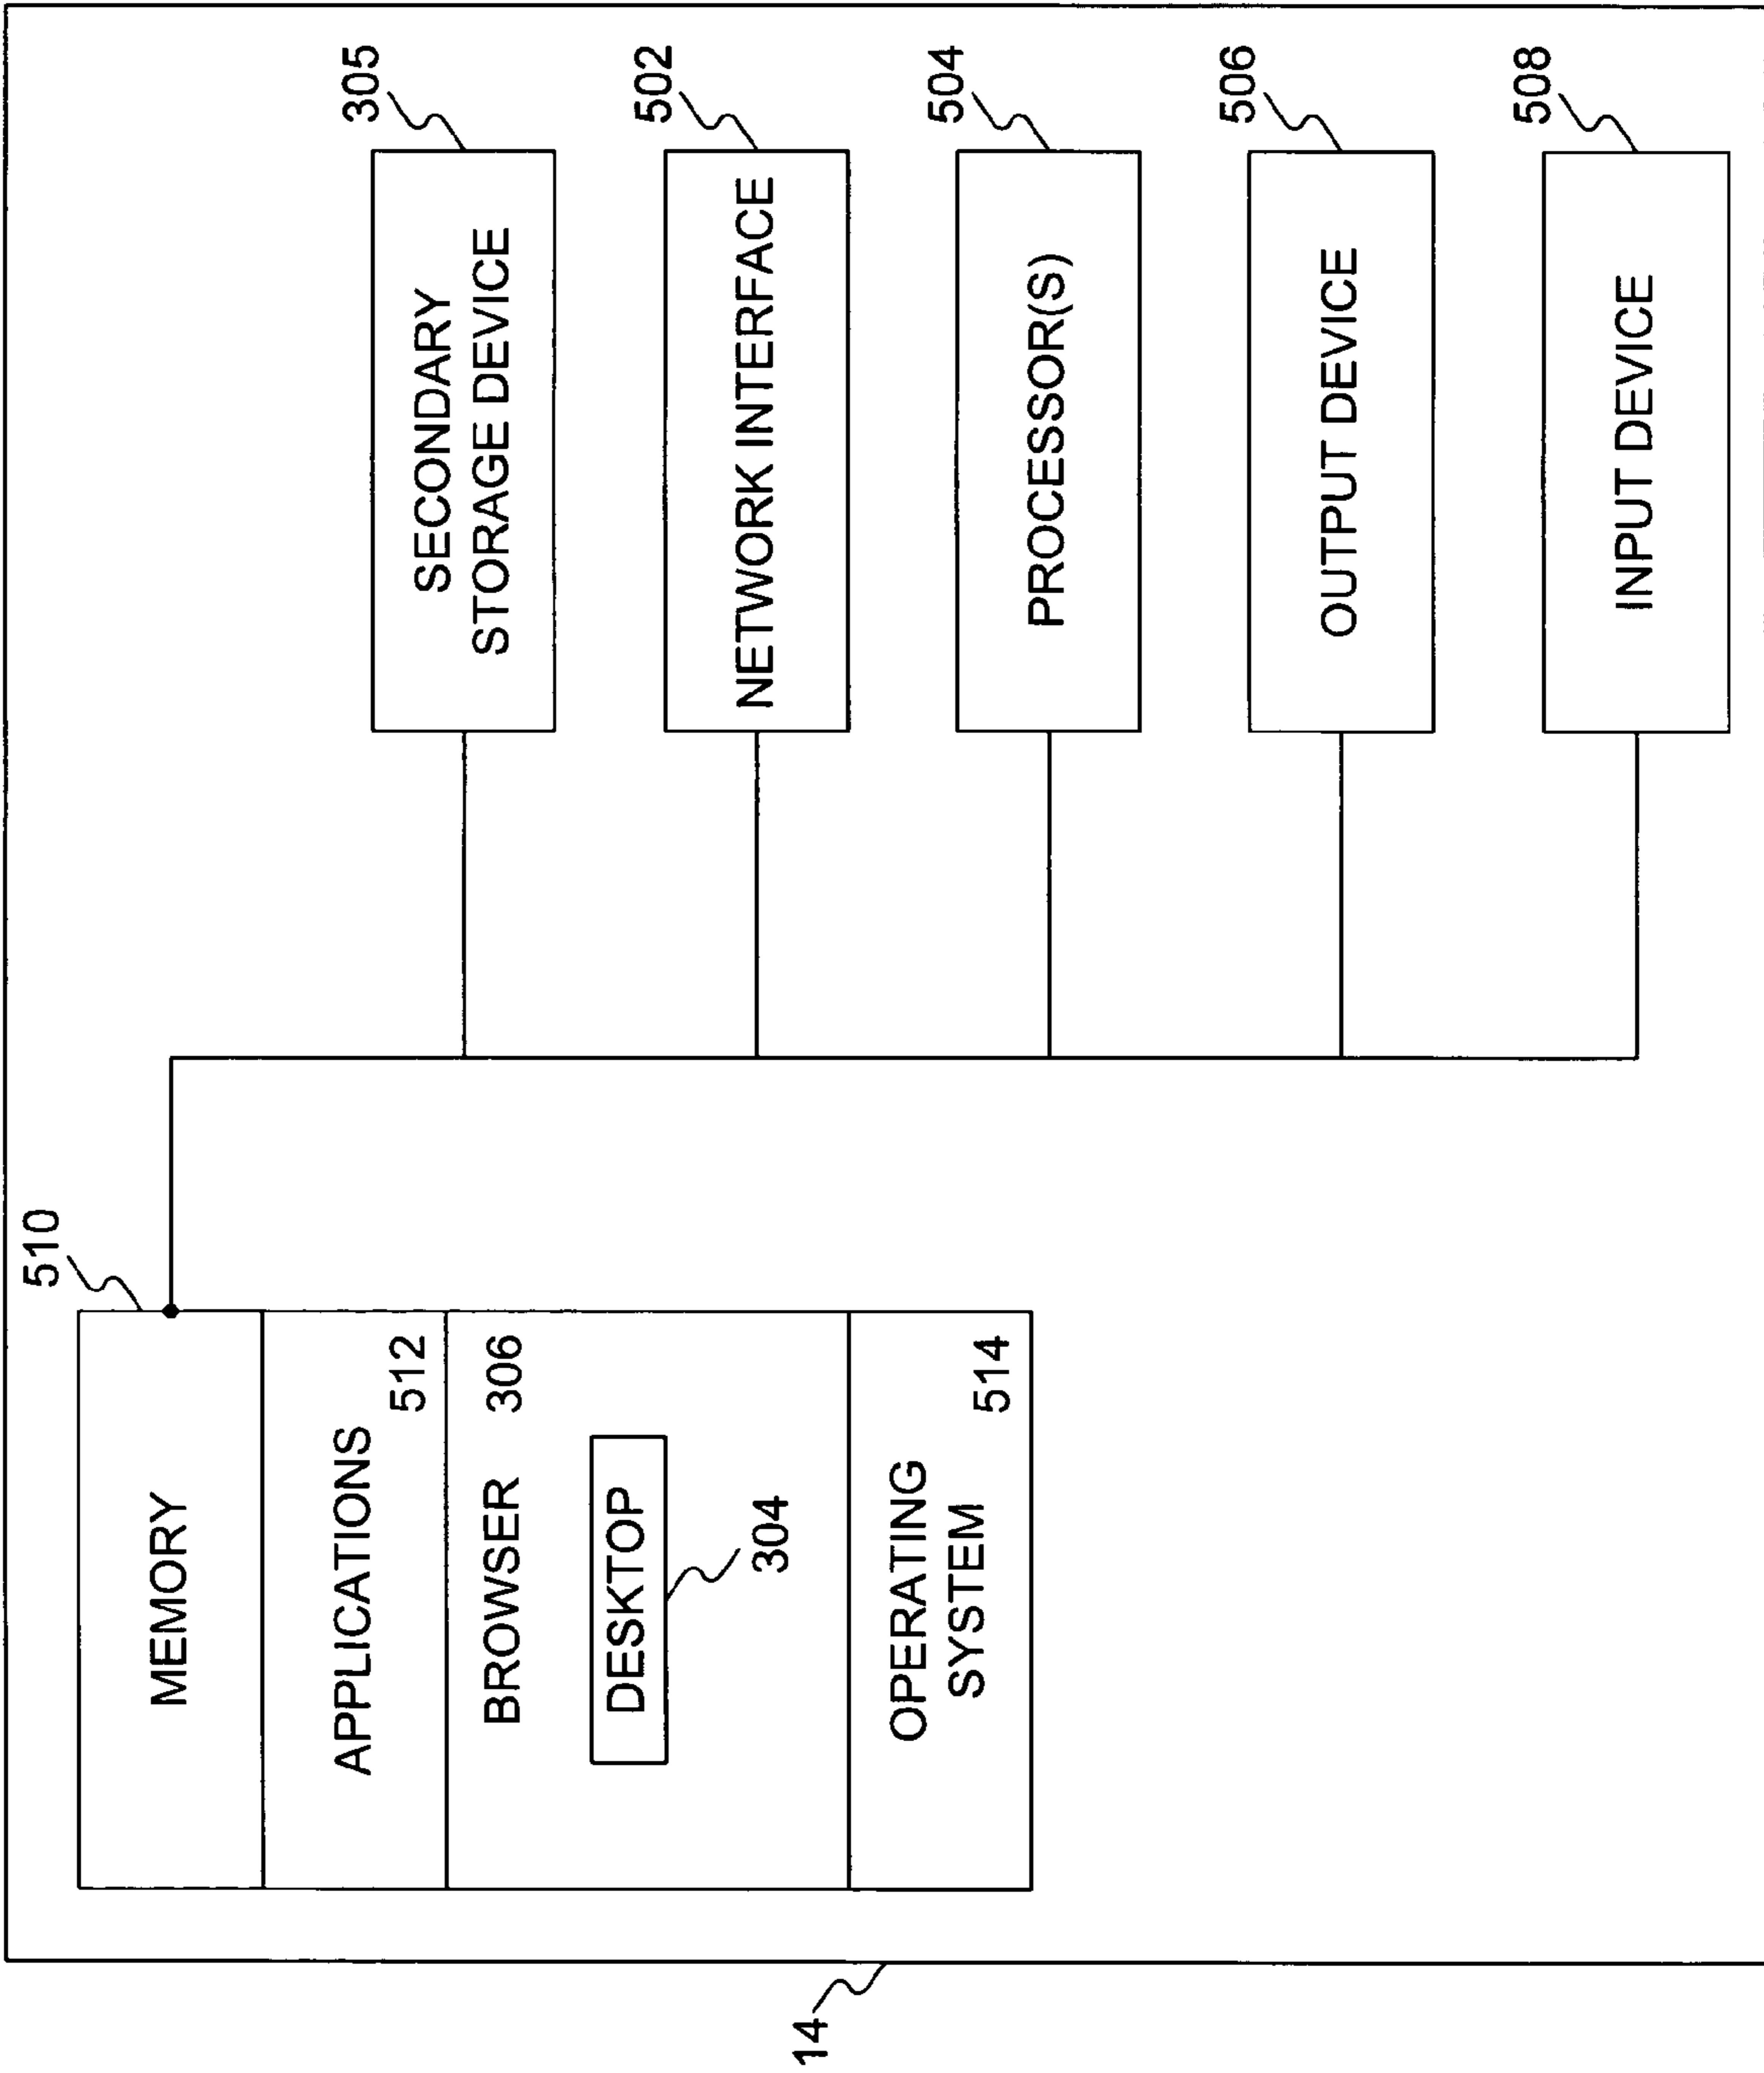 510
MEMORY
APPLICATIONS
512
BROWSER 306
DESKTOP
304
OPERATING
SYSTEM
514
14
305
SECONDARY
STORAGE DEVICE
502
NETWORK INTERFACE
504
PROCESSOR(S)
506
OUTPUT DEVICE
508
INPUT DEVICE